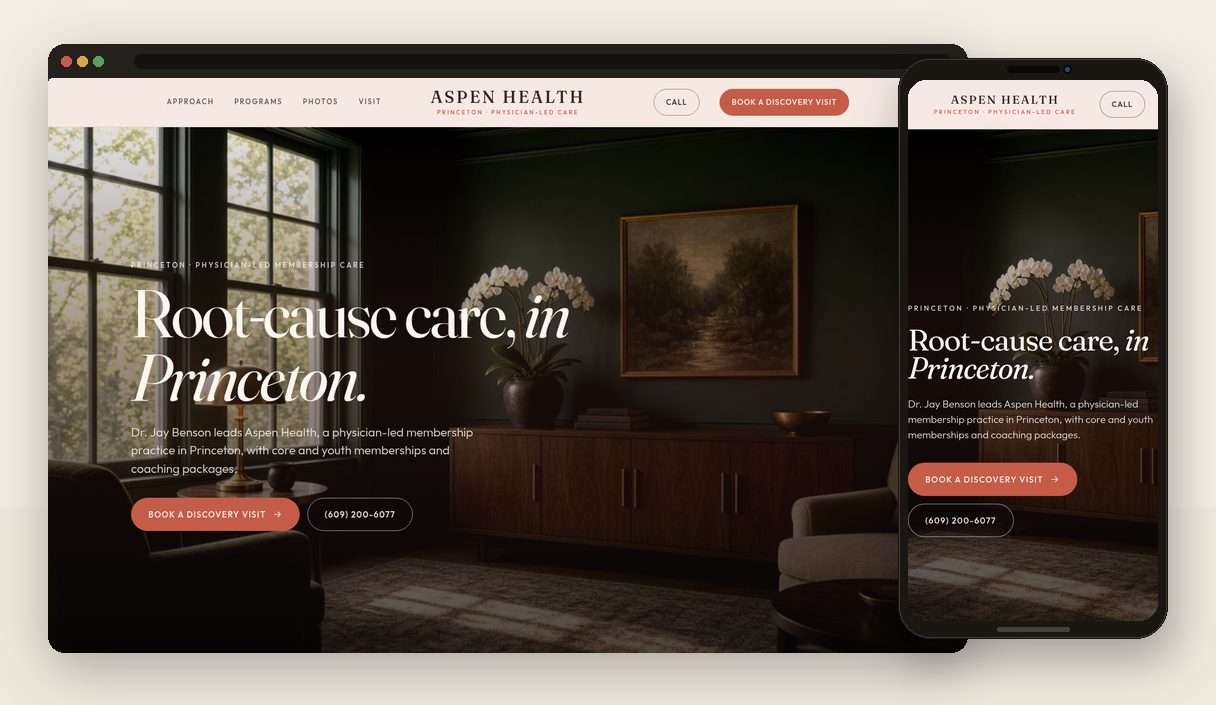 APPROACH PROGRAMS PHOTOS VISIT
ASPEN HEALTH
PRINCETON · PHYSICIAN-LED CARE
CALL
BOOK A DISCOVERY VISIT
PRINCETON · PHYSICIAN-LED MEMBERSHIP CARE
Root-cause care, in
Princeton.
Dr. Jay Benson leads Aspen Health, a physician-led membership
practice in Princeton, with core and youth memberships and
coaching packages.
BOOK A DISCOVERY VISIT →
(609) 200-6077
ASPEN HEALTH
PRINCETON · PHYSICIAN-LED CARE
CALL
PRINCETON · PHYSICIAN-LED MEMBERSHIP CARE
Root-cause care, in
Princeton.
Dr. Jay Benson leads Aspen Health, a physician-led
membership practice in Princeton, with core and youth
memberships and coaching packages.
BOOK A DISCOVERY VISIT →
(609) 200-6077